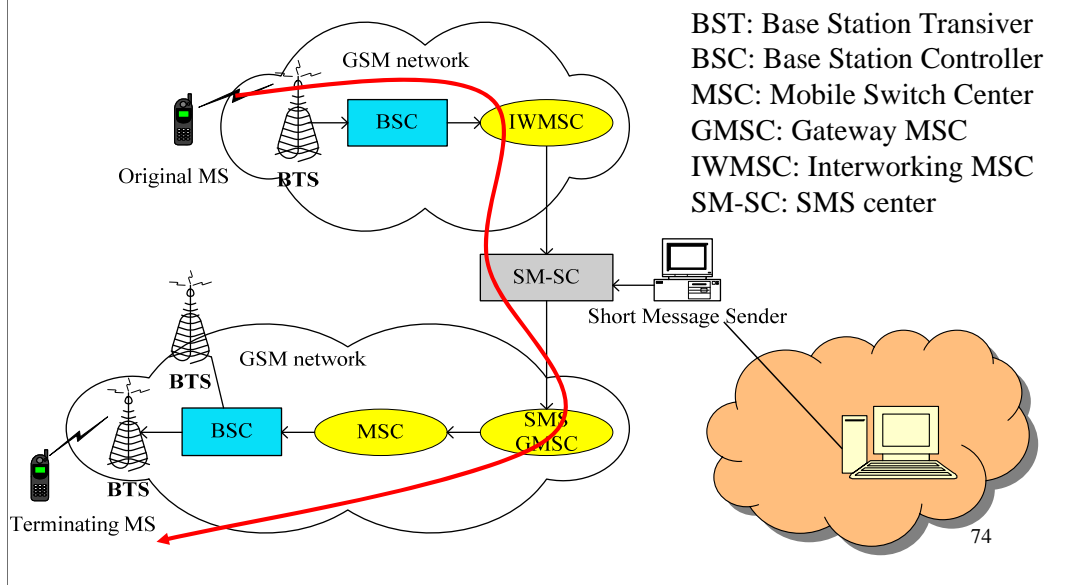 BST: Base Station Transiver
BSC: Base Station Controller
MSC: Mobile Switch Center
GMSC: Gateway MSC
IWMSC: Interworking MSC
SM-SC: SMS center
GSM network
BSC
IWMSC
Original MS
BTS
SM-SC
Short Message Sender
GSM network
BTS
BSC
MSC
SMS
GMSC
BTS
Terminating MS
74